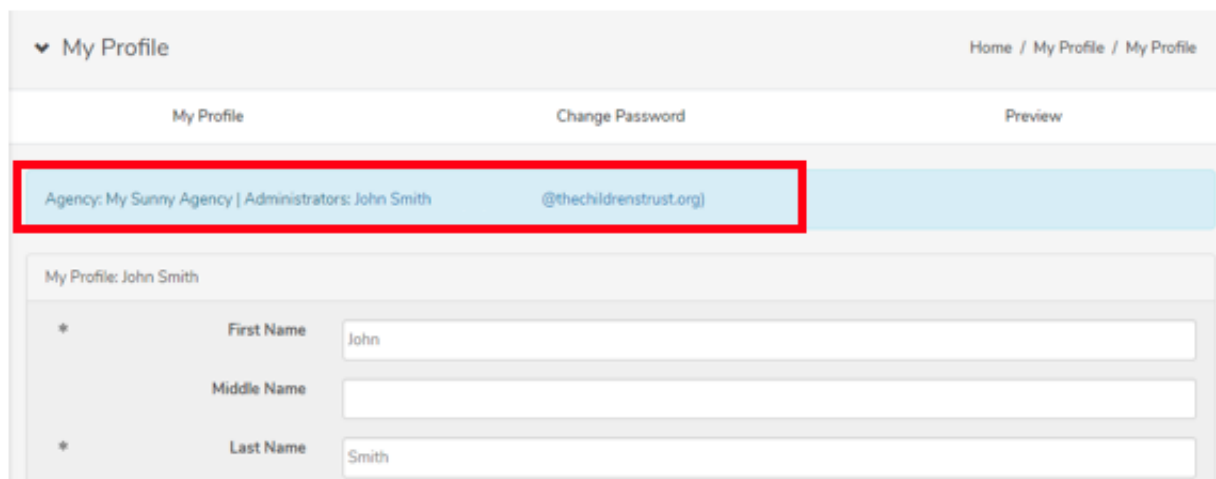 My Profile
Home / My Profile / My Profile
My Profile Change Password Preview
Agency: My Sunny Agency | Administrators: John Smith @thechildrenstrust.org)
My Profile: John Smith
* First Name John
Middle Name
* Last Name Smith